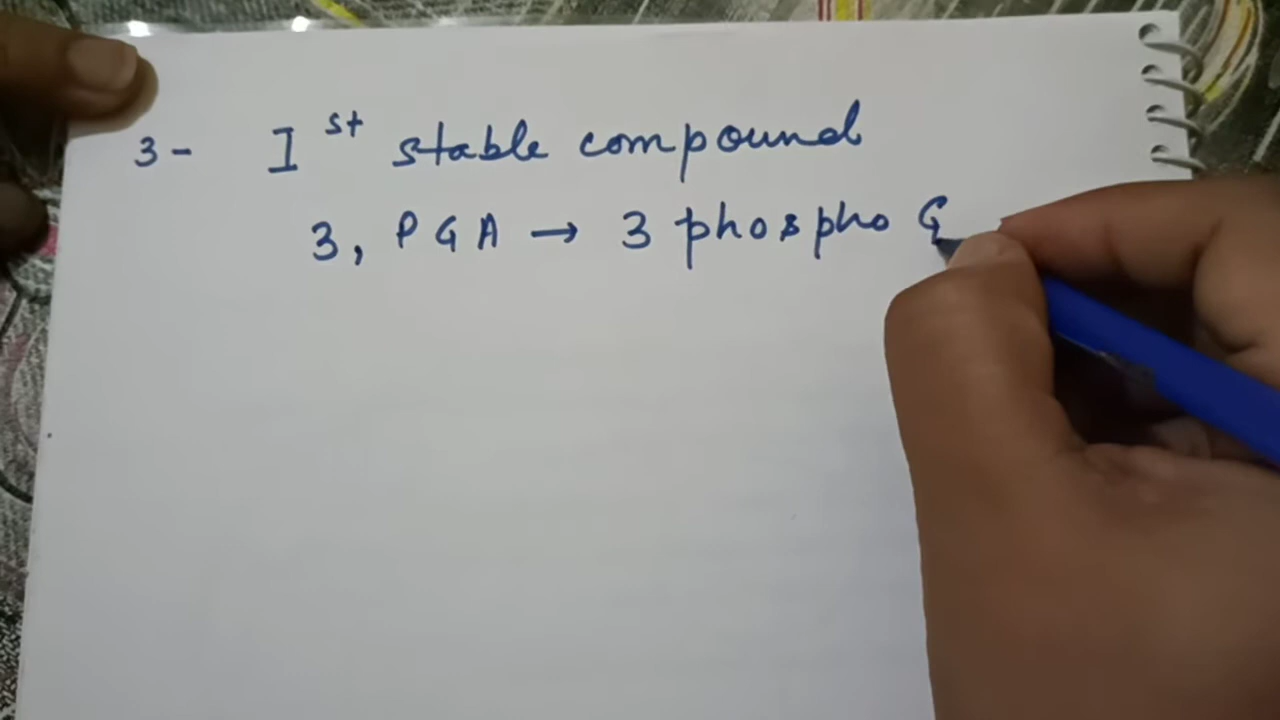 3- Ist stable compound
3, PGA → 3 phospho G